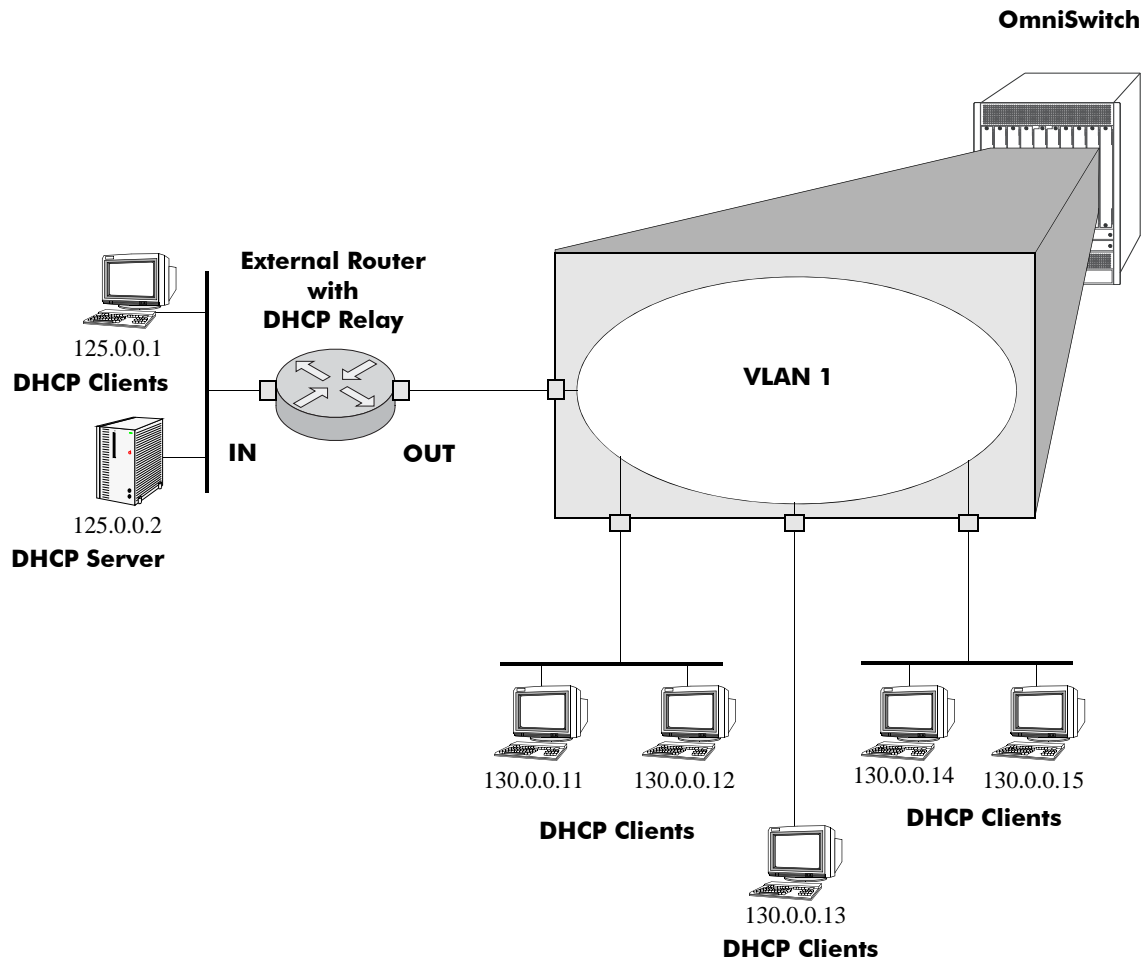 OmniSwitch
External Router
with
DHCP Relay
125.0.0.1
DHCP Clients
IN
OUT
125.0.0.2
DHCP Server
VLAN 1
130.0.0.11
130.0.0.12
DHCP Clients
130.0.0.13
DHCP Clients
130.0.0.14
130.0.0.15
DHCP Clients